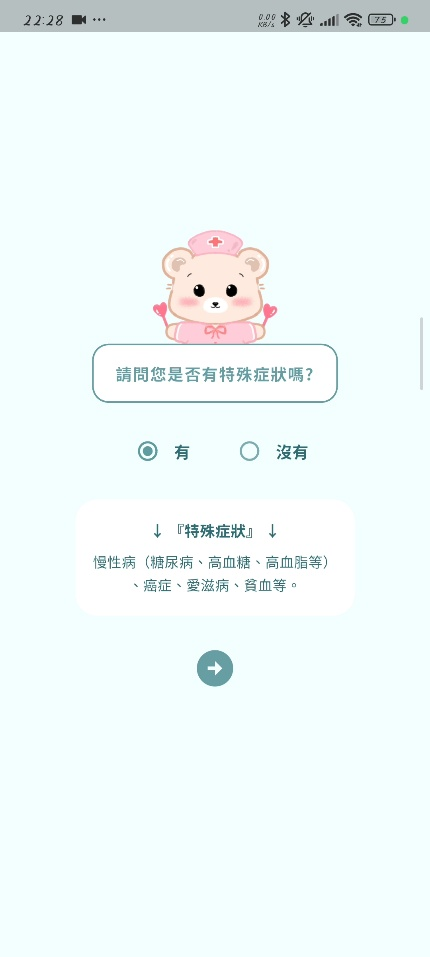 22:28
0.00
KB/s
75
請問您是否有特殊症狀嗎?
有
沒有
↓ 『特殊症狀』 ↓
慢性病（糖尿病、高血糖、高血脂等）
、癌症、愛滋病、貧血等。